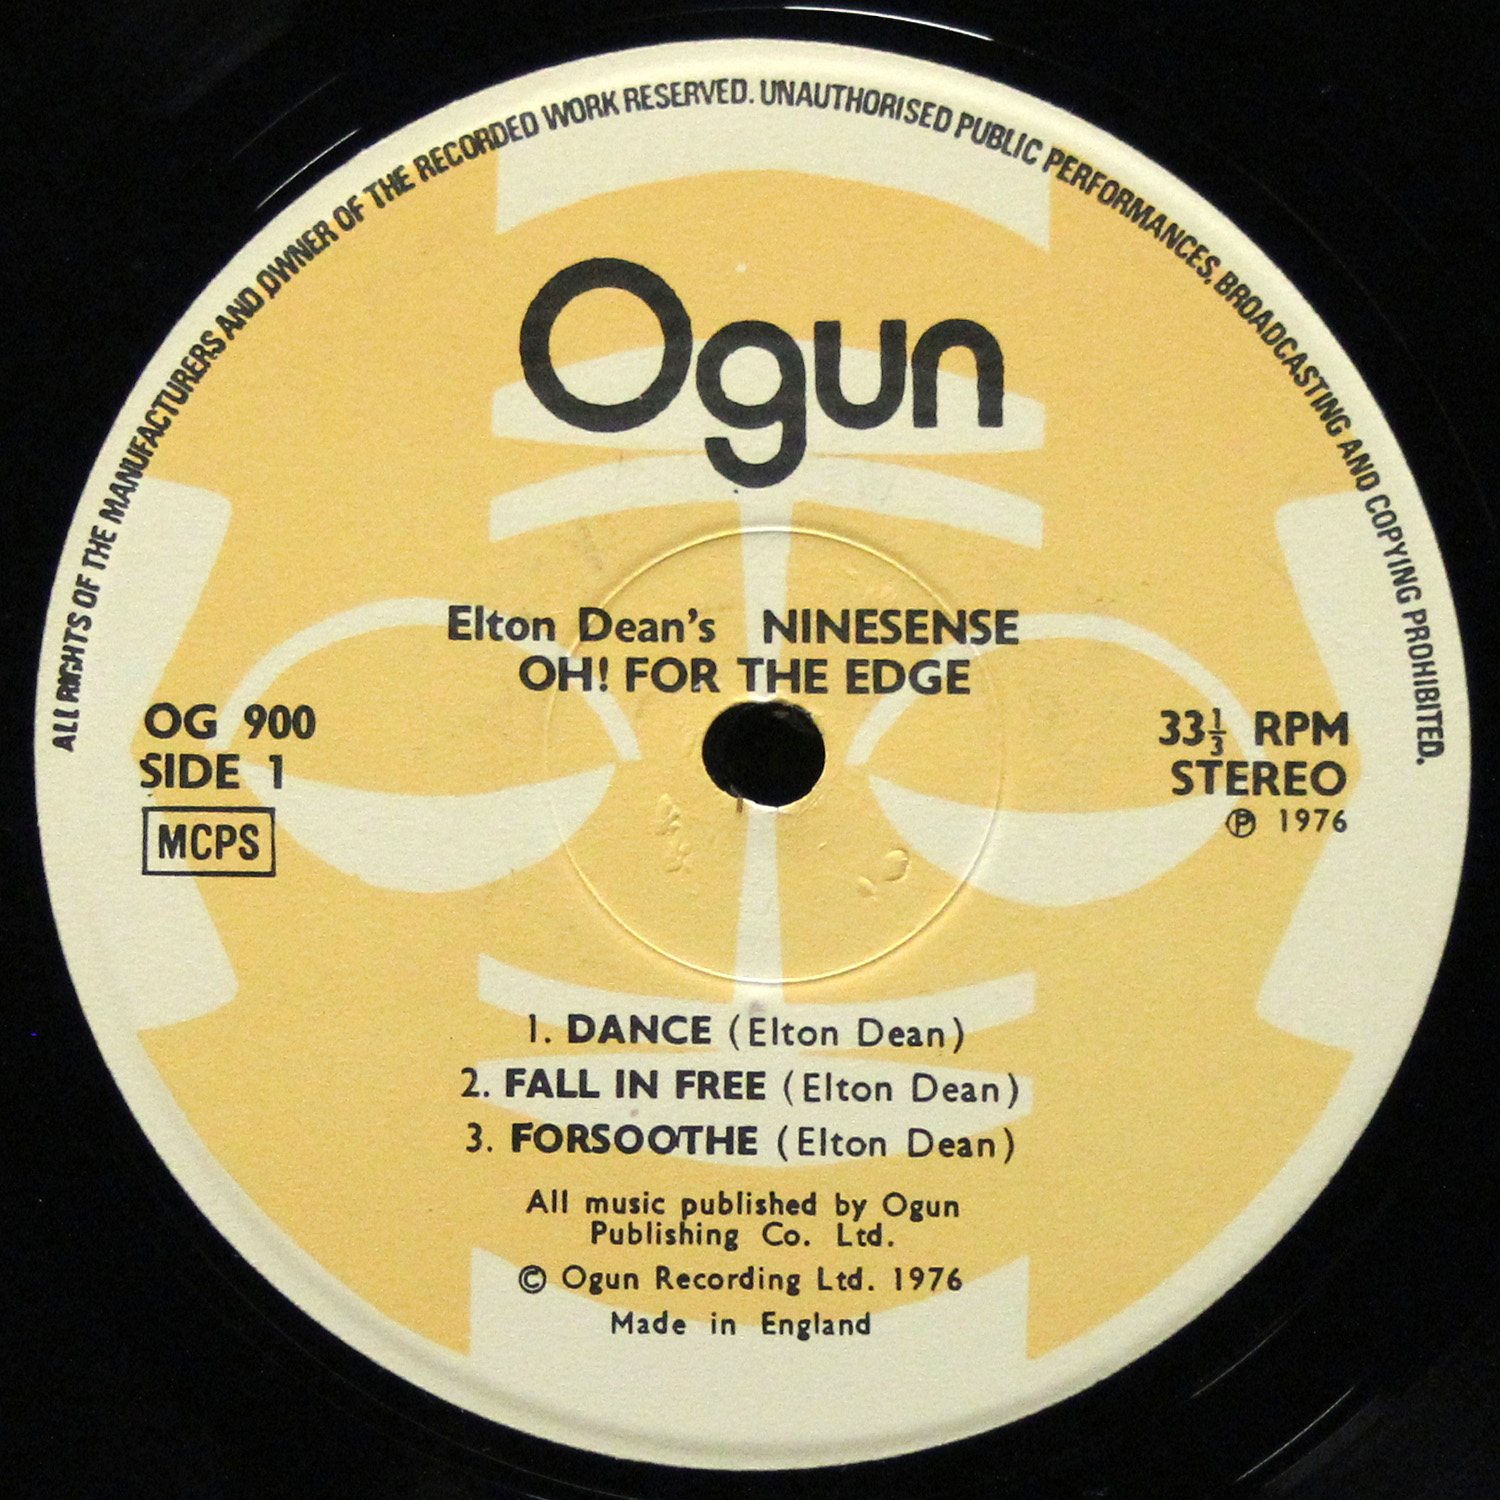 ALL RIGHTS OF THE MANUFACTURERS AND OWNER OF THE RECORDED WORK RESERVED. UNAUTHORISED PUBLIC PERFORMANCES, BROADCASTING AND COPYING PROHIBITED.
Ogun
Elton Dean's NINESENSE
OH! FOR THE EDGE
OG 900
SIDE 1
MCPS
33⅓ RPM
STEREO
℗ 1976
1. DANCE (Elton Dean)
2. FALL IN FREE (Elton Dean)
3. FORSOOTHE (Elton Dean)
All music published by Ogun
Publishing Co. Ltd.
© Ogun Recording Ltd. 1976
Made in England